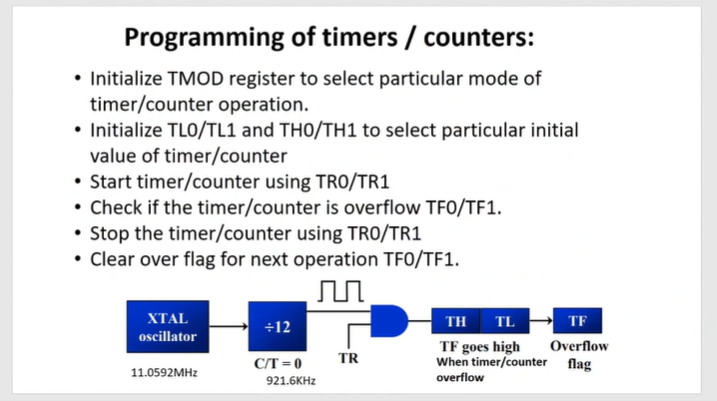 Programming of timers / counters:
• Initialize TMOD register to select particular mode of
timer/counter operation.
• Initialize TL0/TL1 and TH0/TH1 to select particular initial
value of timer/counter
• Start timer/counter using TR0/TR1
• Check if the timer/counter is overflow TF0/TF1.
• Stop the timer/counter using TR0/TR1
• Clear over flag for next operation TF0/TF1.
XTAL
oscillator
÷12
TH
TL
TF
C/T = 0
TR
TF goes high
When timer/counter
overflow
Overflow
flag
11.0592MHz
921.6KHz